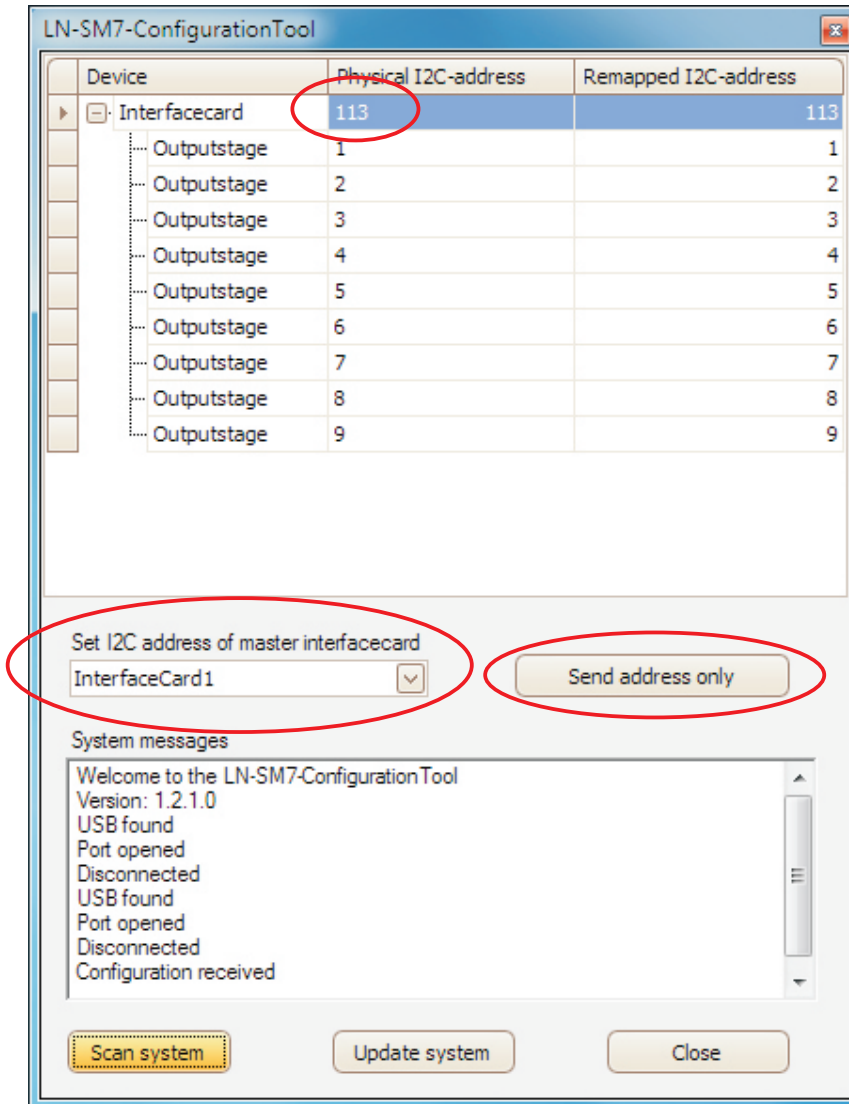 LN-SM7-ConfigurationTool
Device Physical I2C-address Remapped I2C-address
Interfacecard 113 113
Outputstage 1 1
Outputstage 2 2
Outputstage 3 3
Outputstage 4 4
Outputstage 5 5
Outputstage 6 6
Outputstage 7 7
Outputstage 8 8
Outputstage 9 9
Set I2C address of master interfacecard
InterfaceCard1 Send address only
System messages
Welcome to the LN-SM7-ConfigurationTool
Version: 1.2.1.0
USB found
Port opened
Disconnected
USB found
Port opened
Disconnected
Configuration received
Scan system Update system Close